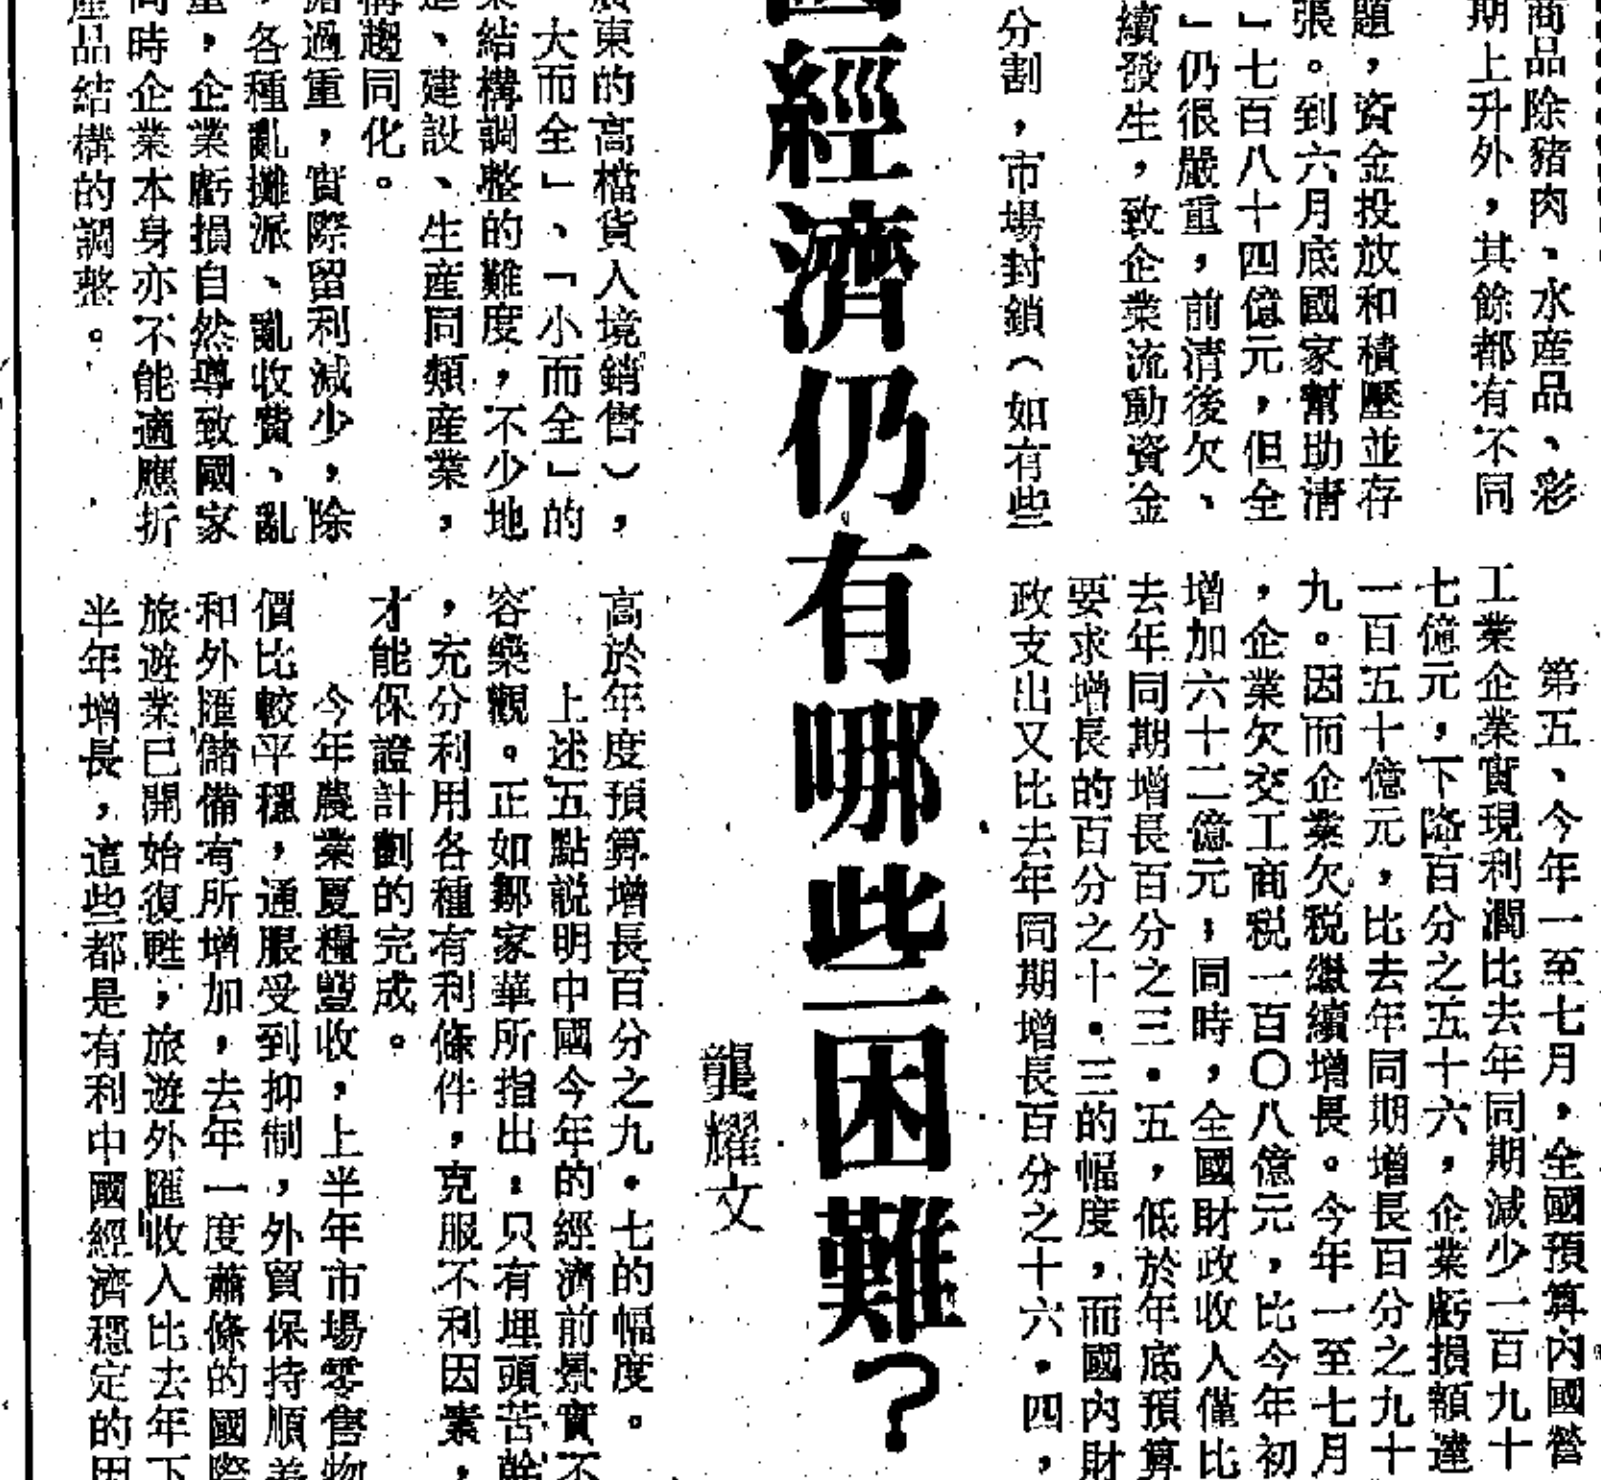 商品除豬肉、水產品、彩
期上升外，其餘都有不同
題，資金投放和積壓並存
張。到六月底國家幫助清
」七百八十四億元，但全
」仍很嚴重，前清後欠、
續發生，致企業流動資金
分割，市場封鎖（如有些
經濟仍有哪些困難？
龔耀文
廣東的高檔貨入境銷售），
大而全」、「小而全」的
業結構調整的難度，不少地
、建設、生產同類產業，
構趨同化。
過重，實際留利減少，除
，各種亂攤派、亂收費、亂
重，企業虧損自然導致國家
同時企業本身亦不能適應折
產品結構的調整。
第五、今年一至七月，全國預算內國營
工業企業實現利潤比去年同期減少一百九十
七億元，下降百分之五十六，企業虧損額達
一百五十億元，比去年同期增長百分之九十
九。因而企業欠稅繼續增長。今年一至七月
，企業欠交工商稅一百〇八億元，比今年初
增加六十二億元，同時，全國財政收入僅比
去年同期增長百分之三．五，低於年底預算
要求增長的百分之十．三的幅度，而國內財
政支出又比去年同期增長百分之十六．四，
高於年度預算增長百分之九．七的幅度。
上述五點說明中國今年的經濟前景實不
容樂觀。正如鄒家華所指出，只有埋頭苦幹
，充分利用各種有利條件，克服不利因素，
才能保證計劃的完成。
今年農業夏糧豐收，上半年市場零售物
價比較平穩，通脹受到抑制，外貿保持順差
和外匯儲備有所增加，去年一度蕭條的國際
旅遊業已開始復甦，旅遊外匯收入比去年下
半年增長，這些都是有利中國經濟穩定的因